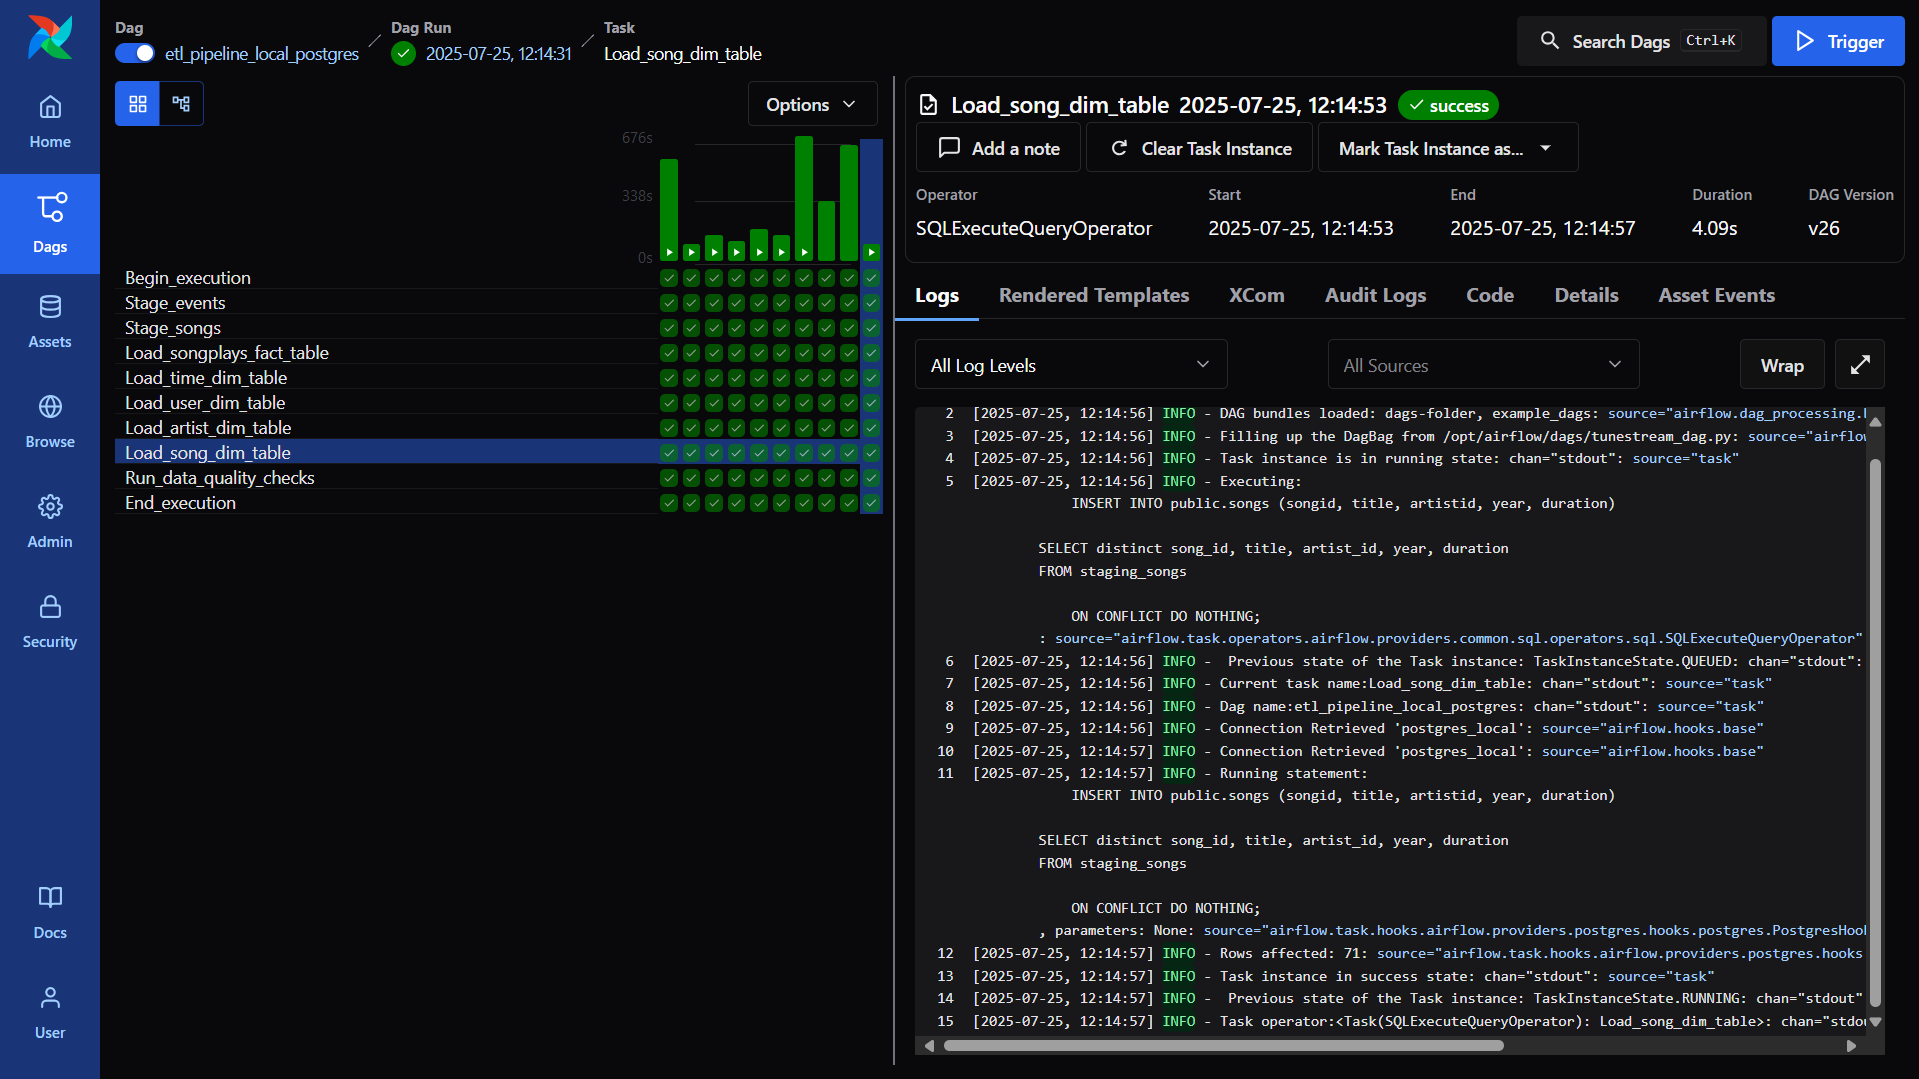 Dag
etl_pipeline_local_postgres
Dag Run
2025-07-25, 12:14:31
Task
Load_song_dim_table
Search Dags Ctrl+K
Trigger
Home
Dags
Assets
Browse
Admin
Security
Docs
User
Options
676s
338s
0s
Begin_execution
Stage_events
Stage_songs
Load_songplays_fact_table
Load_time_dim_table
Load_user_dim_table
Load_artist_dim_table
Load_song_dim_table
Run_data_quality_checks
End_execution
Load_song_dim_table 2025-07-25, 12:14:53 success
Add a note
Clear Task Instance
Mark Task Instance as...
Operator Start End Duration DAG Version
SQLExecuteQueryOperator 2025-07-25, 12:14:53 2025-07-25, 12:14:57 4.09s v26
Logs Rendered Templates XCom Audit Logs Code Details Asset Events
All Log Levels All Sources Wrap
2 [2025-07-25, 12:14:56] INFO - DAG bundles loaded: dags-folder, example_dags: source="airflow.dag_processing.
3 [2025-07-25, 12:14:56] INFO - Filling up the DagBag from /opt/airflow/dags/tunestream_dag.py: source="airflow
4 [2025-07-25, 12:14:56] INFO - Task instance is in running state: chan="stdout": source="task"
5 [2025-07-25, 12:14:56] INFO - Executing:
INSERT INTO public.songs (songid, title, artistid, year, duration)
SELECT distinct song_id, title, artist_id, year, duration
FROM staging_songs
ON CONFLICT DO NOTHING;
: source="airflow.task.operators.airflow.providers.common.sql.operators.sql.SQLExecuteQueryOperator"
6 [2025-07-25, 12:14:56] INFO -  Previous state of the Task instance: TaskInstanceState.QUEUED: chan="stdout":
7 [2025-07-25, 12:14:56] INFO - Current task name:Load_song_dim_table: chan="stdout": source="task"
8 [2025-07-25, 12:14:56] INFO - Dag name:etl_pipeline_local_postgres: chan="stdout": source="task"
9 [2025-07-25, 12:14:56] INFO - Connection Retrieved 'postgres_local': source="airflow.hooks.base"
10 [2025-07-25, 12:14:57] INFO - Connection Retrieved 'postgres_local': source="airflow.hooks.base"
11 [2025-07-25, 12:14:57] INFO - Running statement:
INSERT INTO public.songs (songid, title, artistid, year, duration)
SELECT distinct song_id, title, artist_id, year, duration
FROM staging_songs
ON CONFLICT DO NOTHING;
, parameters: None: source="airflow.task.hooks.airflow.providers.postgres.hooks.postgres.PostgresHook
12 [2025-07-25, 12:14:57] INFO - Rows affected: 71: source="airflow.task.hooks.airflow.providers.postgres.hooks
13 [2025-07-25, 12:14:57] INFO - Task instance in success state: chan="stdout": source="task"
14 [2025-07-25, 12:14:57] INFO -  Previous state of the Task instance: TaskInstanceState.RUNNING: chan="stdout"
15 [2025-07-25, 12:14:57] INFO - Task operator:<Task(SQLExecuteQueryOperator): Load_song_dim_table>: chan="stdou